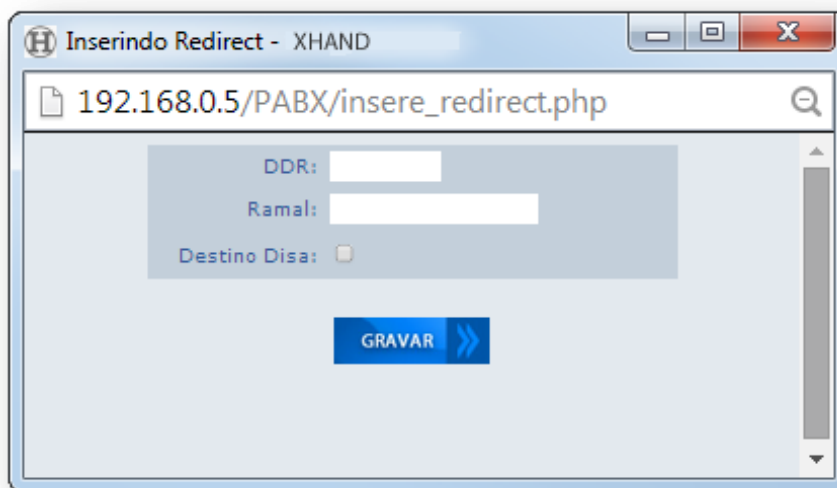 Inserindo Redirect - XHAND
192.168.0.5/PABX/insere_redirect.php
DDR:
Ramal:
Destino Disa:
GRAVAR